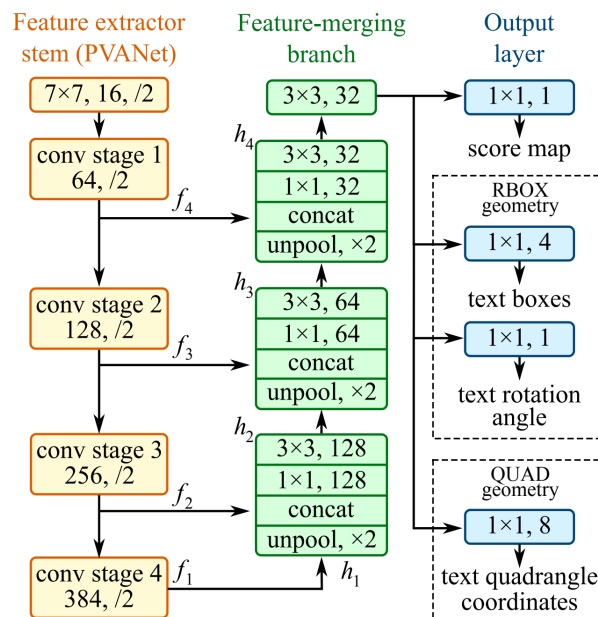 Feature extractor
stem (PVANet)
7×7, 16, /2
conv stage 1
64, /2
f4
conv stage 2
128, /2
f3
conv stage 3
256, /2
f2
conv stage 4
384, /2
f1
Feature-merging
branch
3×3, 32
h4
3×3, 32
1×1, 32
concat
unpool, ×2
h3
3×3, 64
1×1, 64
concat
unpool, ×2
h2
3×3, 128
1×1, 128
concat
unpool, ×2
h1
Output
layer
1×1, 1
score map
RBOX
geometry
1×1, 4
text boxes
1×1, 1
text rotation
angle
QUAD
geometry
1×1, 8
text quadrangle
coordinates